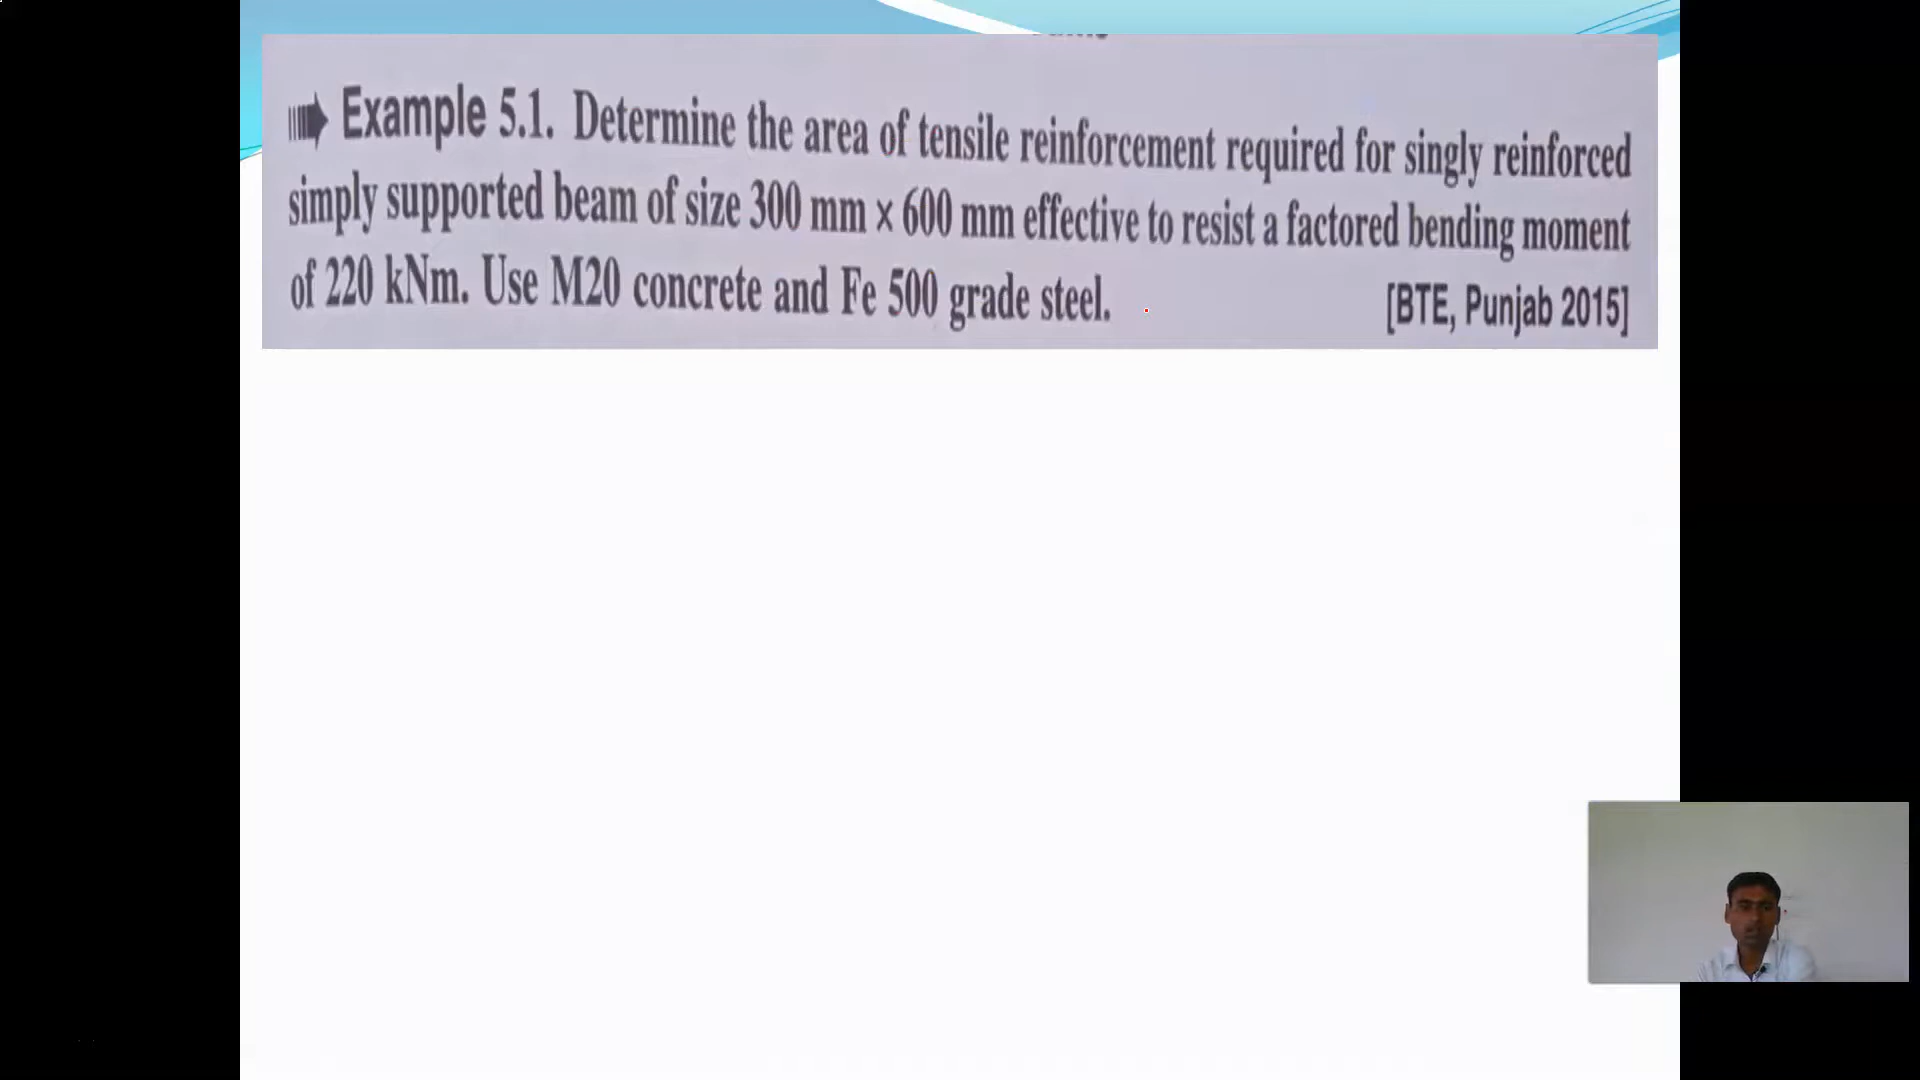 Example 5.1. Determine the area of tensile reinforcement required for singly reinforced
simply supported beam of size 300 mm × 600 mm effective to resist a factored bending moment
of 220 kNm. Use M20 concrete and Fe 500 grade steel.
[BTE, Punjab 2015]